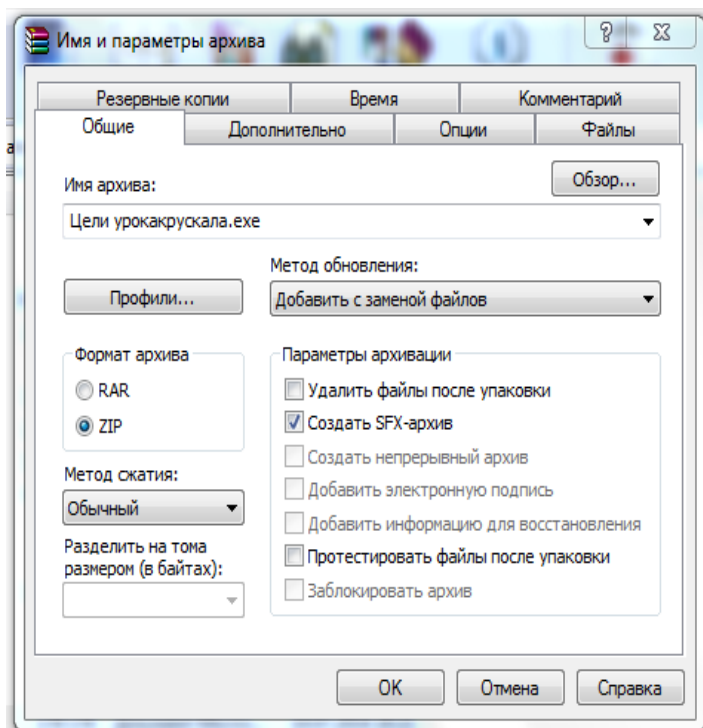 Имя и параметры архива
Резервные копии Время Комментарий
Общие Дополнительно Опции Файлы
Имя архива:
Обзор...
Цели урокакрускала.exe
Метод обновления:
Профили...
Добавить с заменой файлов
Формат архива
RAR
ZIP
Параметры архивации
Удалить файлы после упаковки
Создать SFX-архив
Создать непрерывный архив
Добавить электронную подпись
Добавить информацию для восстановления
Протестировать файлы после упаковки
Заблокировать архив
Метод сжатия:
Обычный
Разделить на тома
размером (в байтах):
OK Отмена Справка